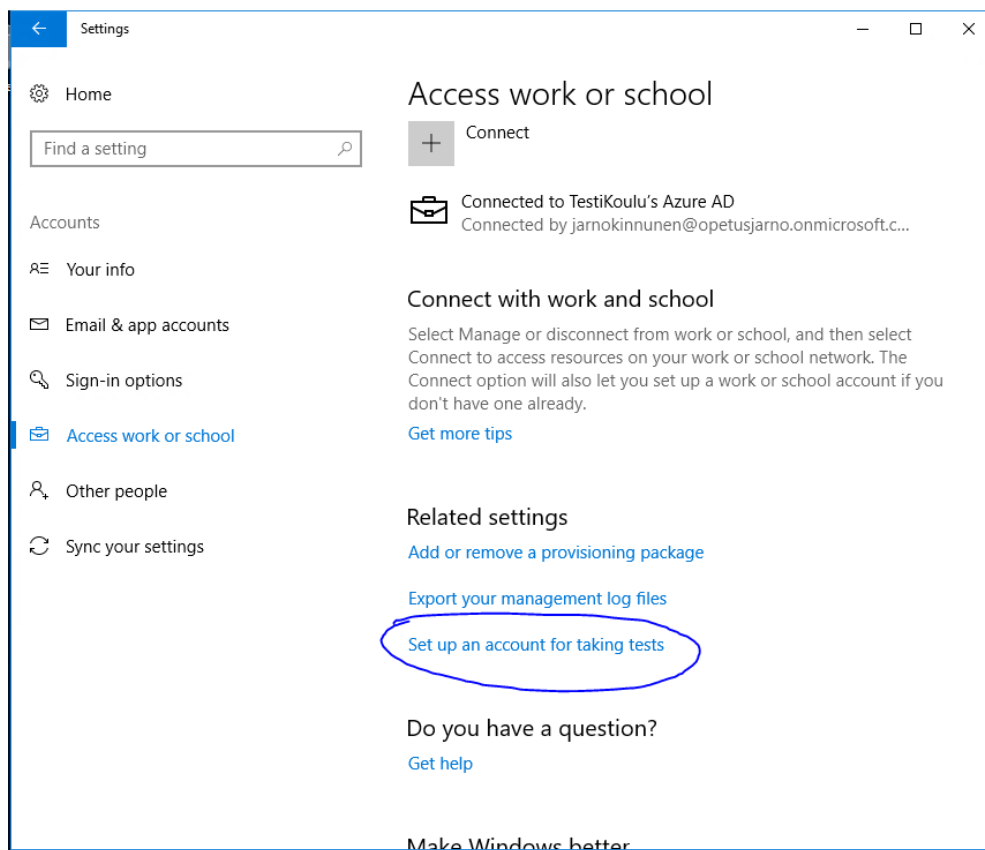 Settings
Home
Find a setting
Accounts
Your info
Email & app accounts
Sign-in options
Access work or school
Other people
Sync your settings
Access work or school
Connect
Connected to TestiKoulu's Azure AD
Connected by jarnokinnunen@opetusjarno.onmicrosoft.c...
Connect with work and school
Select Manage or disconnect from work or school, and then select
Connect to access resources on your work or school network. The
Connect option will also let you set up a work or school account if you
don't have one already.
Get more tips
Related settings
Add or remove a provisioning package
Export your management log files
Set up an account for taking tests
Do you have a question?
Get help
Make Windows better